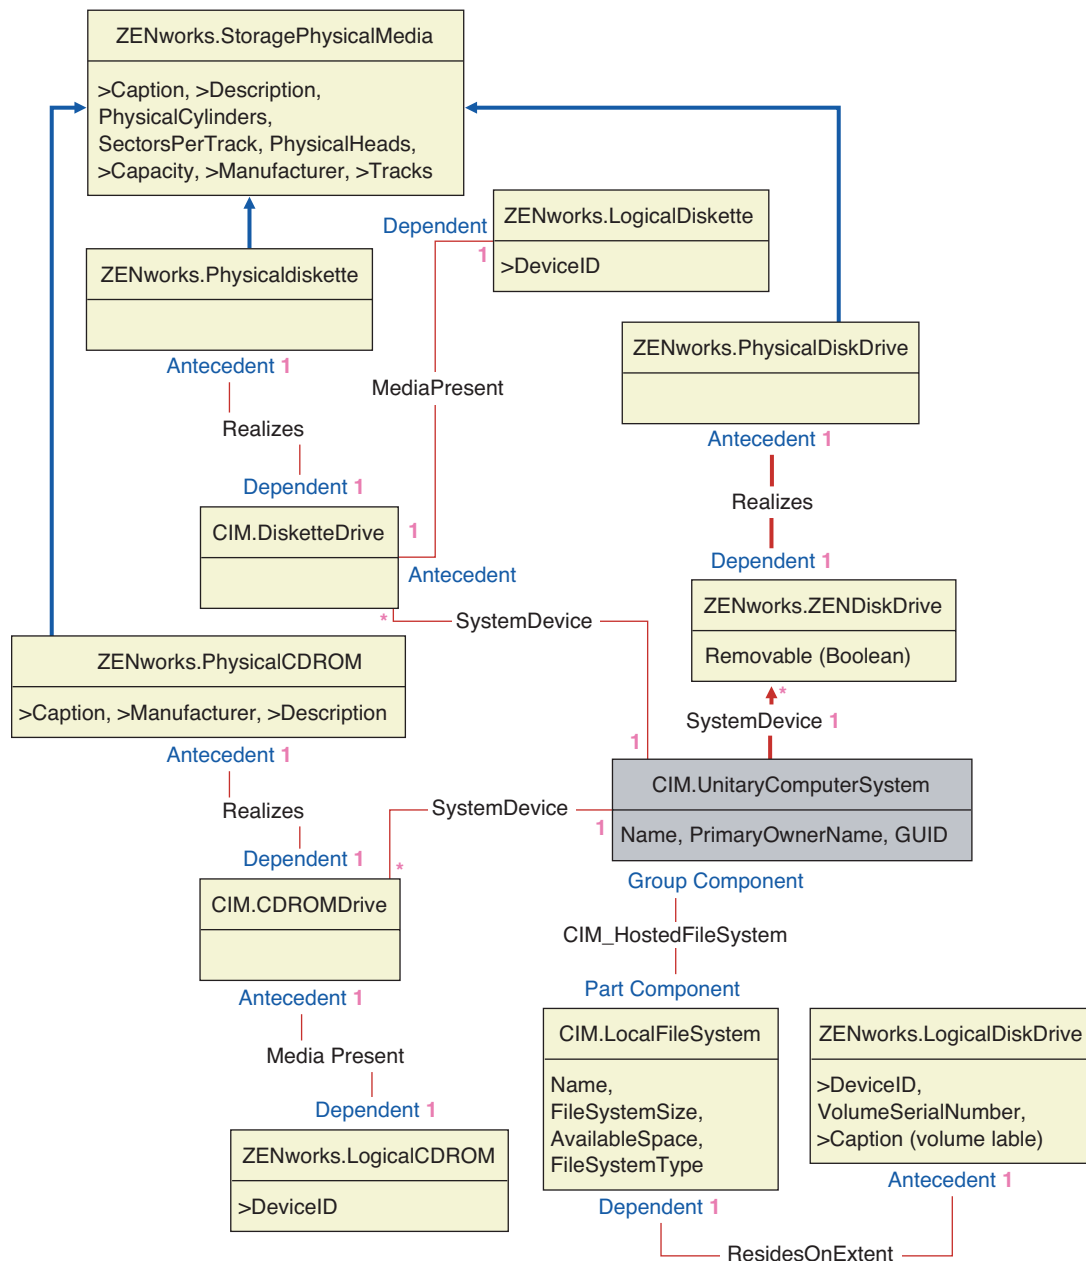 ZENworks.StoragePhysicalMedia
>Caption, >Description,
PhysicalCylinders,
SectorsPerTrack, PhysicalHeads,
>Capacity, >Manufacturer, >Tracks
Dependent
1
ZENworks.LogicalDiskette
>DeviceID
ZENworks.Physicaldiskette
Antecedent 1
Realizes
Dependent 1
MediaPresent
ZENworks.PhysicalDiskDrive
Antecedent 1
Realizes
Dependent 1
CIM.DisketteDrive
1
Antecedent
*
SystemDevice
1
ZENworks.ZENDiskDrive
Removable (Boolean)
*
SystemDevice 1
ZENworks.PhysicalCDROM
>Caption, >Manufacturer, >Description
Antecedent 1
Realizes
Dependent 1
SystemDevice
1
*
CIM.UnitaryComputerSystem
Name, PrimaryOwnerName, GUID
Group Component
CIM_HostedFileSystem
Part Component
CIM.CDROMDrive
Antecedent 1
Media Present
Dependent 1
ZENworks.LogicalCDROM
>DeviceID
CIM.LocalFileSystem
Name,
FileSystemSize,
AvailableSpace,
FileSystemType
Dependent 1
ZENworks.LogicalDiskDrive
>DeviceID,
VolumeSerialNumber,
>Caption (volume lable)
Antecedent 1
ResidesOnExtent